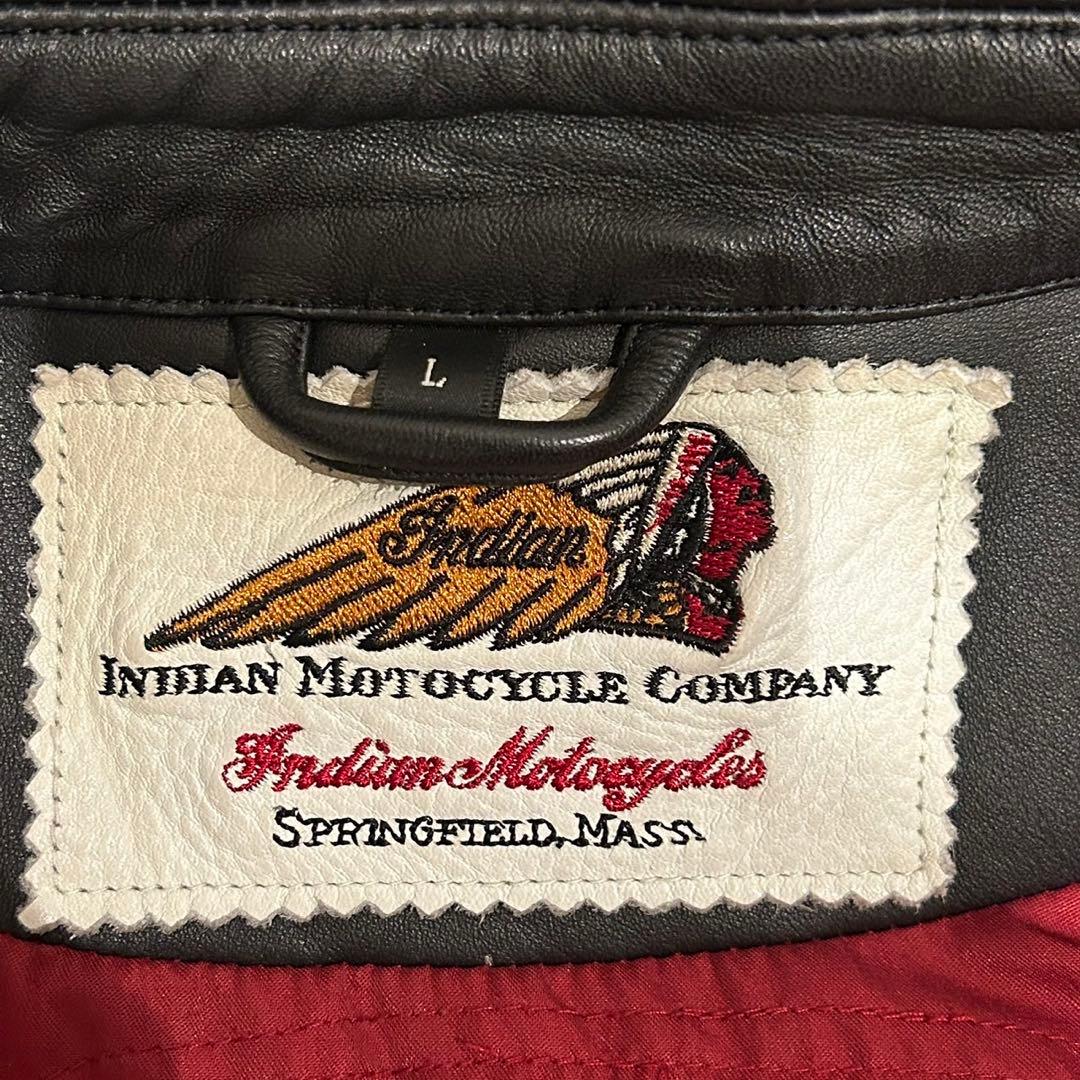 L
Indian
INDIAN MOTOCYCLE COMPANY
Indian Motocycles
SPRINGFIELD, MASS.